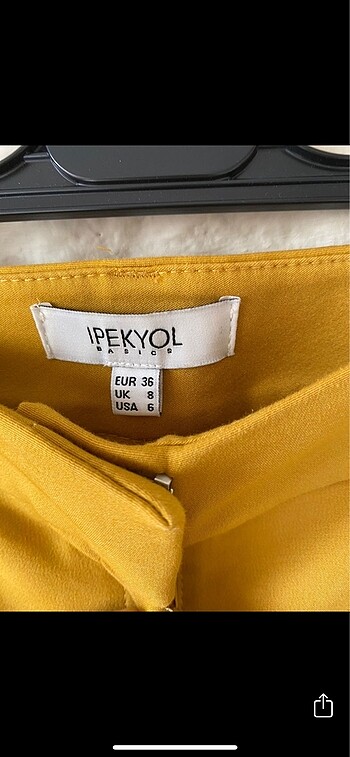 IPEKYOL
BASICS
EUR 36
UK 8
USA 6